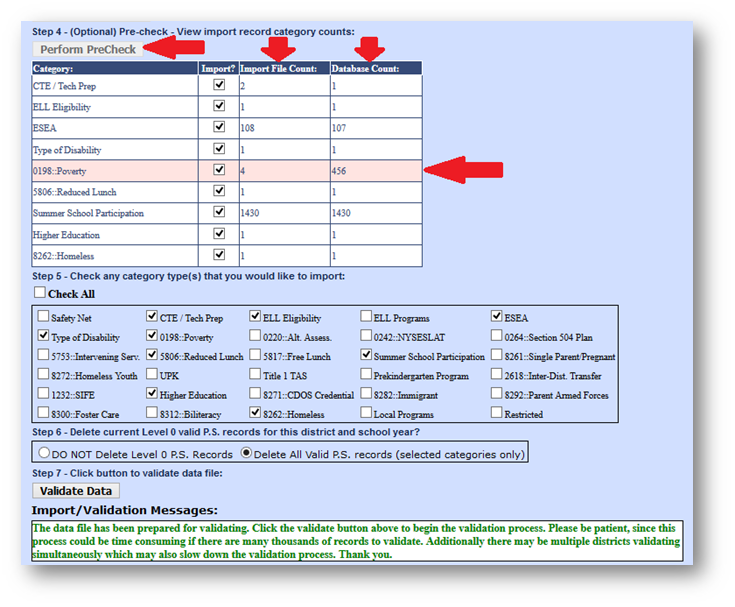 Step 4 - (Optional) Pre-check - View import record category counts:
Perform PreCheck
Category: Import? Import File Count: Database Count:
CTE / Tech Prep 2 1
ELL Eligibility 1 1
ESEA 108 107
Type of Disability 1 1
0198::Poverty 4 456
5806::Reduced Lunch 1 1
Summer School Participation 1430 1430
Higher Education 1 1
8262::Homeless 1 1
Step 5 - Check any category type(s) that you would like to import:
Check All
Safety Net CTE / Tech Prep ELL Eligibility ELL Programs ESEA
Type of Disability 0198::Poverty 0220::Alt. Assess. 0242::NYSESLAT 0264::Section 504 Plan
5753::Intervening Serv. 5806::Reduced Lunch 5817::Free Lunch Summer School Participation 8261::Single Parent/Pregnant
8272::Homeless Youth UPK Title 1 TAS Prekindergarten Program 2618::Inter-Dist. Transfer
1232::SIFE Higher Education 8271::CDOS Credential 8282::Immigrant 8292::Parent Armed Forces
8300::Foster Care 8312::Biliteracy 8262::Homeless Local Programs Restricted
Step 6 - Delete current Level 0 valid P.S. records for this district and school year?
DO NOT Delete Level 0 P.S. Records Delete All Valid P.S. records (selected categories only)
Step 7 - Click button to validate data file:
Validate Data
Import/Validation Messages:
The data file has been prepared for validating. Click the validate button above to begin the validation process. Please be patient, since this
process could be time consuming if there are many thousands of records to validate. Additionally there may be multiple districts validating
simultaneously which may also slow down the validation process. Thank you.